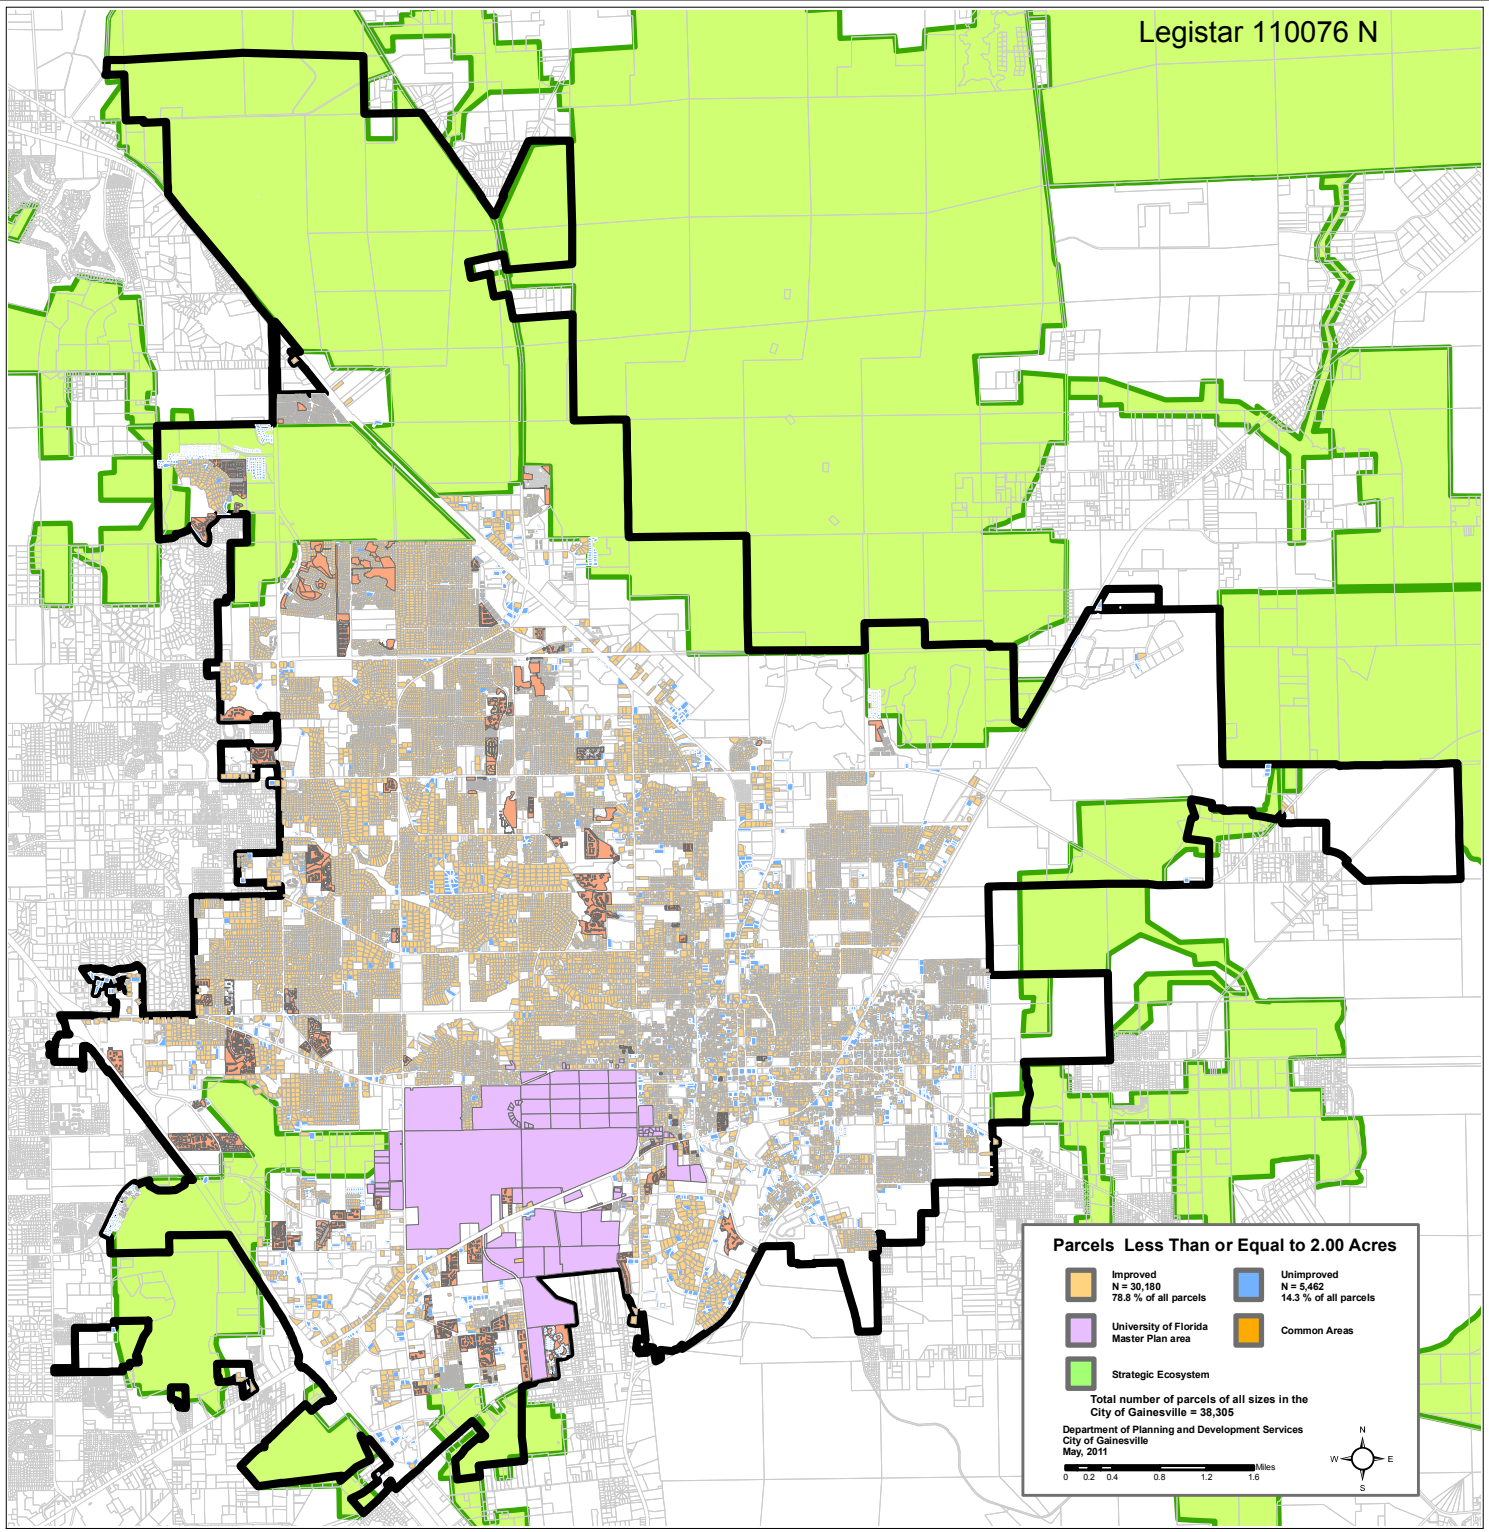 Legistar 110076 N
Parcels Less Than or Equal to 2.00 Acres
Improved
N = 30,180
78.8 % of all parcels
Unimproved
N = 5,462
14.3 % of all parcels
University of Florida
Master Plan area
Common Areas
Strategic Ecosystem
Total number of parcels of all sizes in the
City of Gainesville = 38,305
Department of Planning and Development Services
City of Gainesville
May, 2011
Miles
0 0.2 0.4 0.8 1.2 1.6
N
W E
S